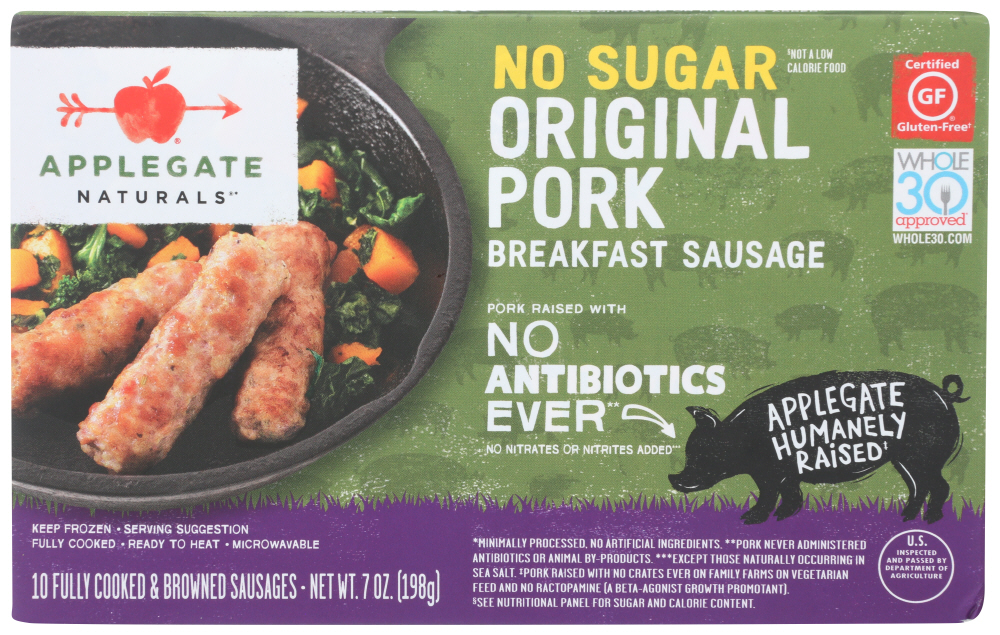 APPLEGATE
NATURALS**
NO SUGAR
§NOT A LOW
CALORIE FOOD
ORIGINAL
PORK
BREAKFAST SAUSAGE
Certified
GF
®
Gluten-Free†
WHOLE
30
approved®
WHOLE30.COM
PORK RAISED WITH
NO
ANTIBIOTICS
EVER**
NO NITRATES OR NITRITES ADDED***
APPLEGATE
HUMANELY
RAISED‡
KEEP FROZEN • SERVING SUGGESTION
FULLY COOKED • READY TO HEAT • MICROWAVABLE
10 FULLY COOKED & BROWNED SAUSAGES • NET WT. 7 OZ. (198g)
*MINIMALLY PROCESSED, NO ARTIFICIAL INGREDIENTS. **PORK NEVER ADMINISTERED
ANTIBIOTICS OR ANIMAL BY-PRODUCTS. ***EXCEPT THOSE NATURALLY OCCURRING IN
SEA SALT. ‡PORK RAISED WITH NO CRATES EVER ON FAMILY FARMS ON VEGETARIAN
FEED AND NO RACTOPAMINE (A BETA-AGONIST GROWTH PROMOTANT).
§SEE NUTRITIONAL PANEL FOR SUGAR AND CALORIE CONTENT.
U.S.
INSPECTED
AND PASSED BY
DEPARTMENT OF
AGRICULTURE